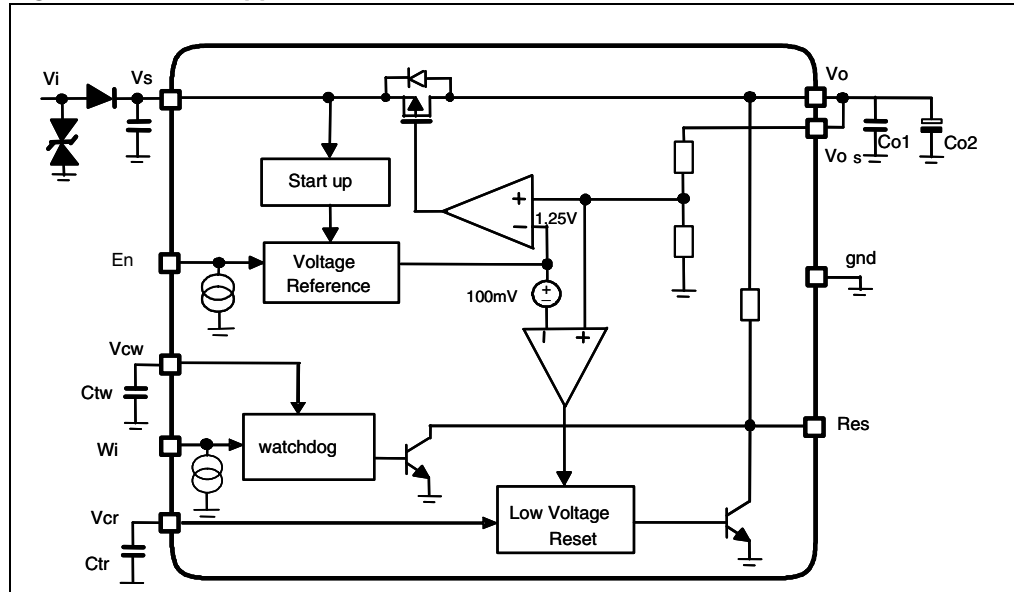 Vi
Vs
Vo
Vo s
Co1
Co2
Start up
+
1.25V
−
En
Voltage
Reference
gnd
100mV
+
−
− +
Vcw
Ctw
Res
Wi
watchdog
Vcr
Low Voltage
Reset
Ctr